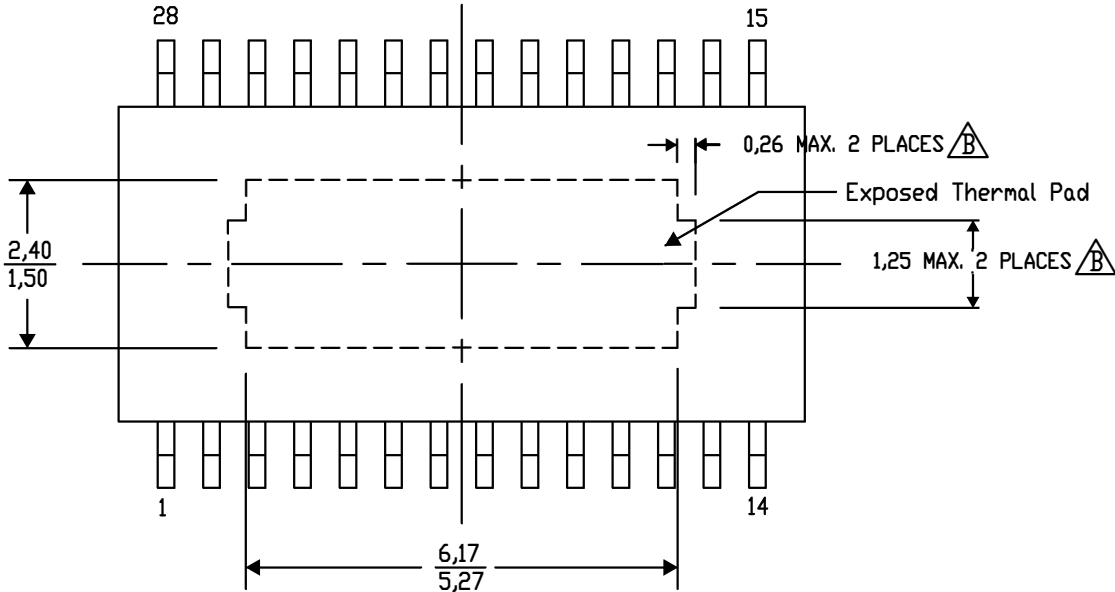 28
15
0,26 MAX. 2 PLACES B
Exposed Thermal Pad
2,40
1,50
1,25 MAX. 2 PLACES B
1
14
6,17
5,27